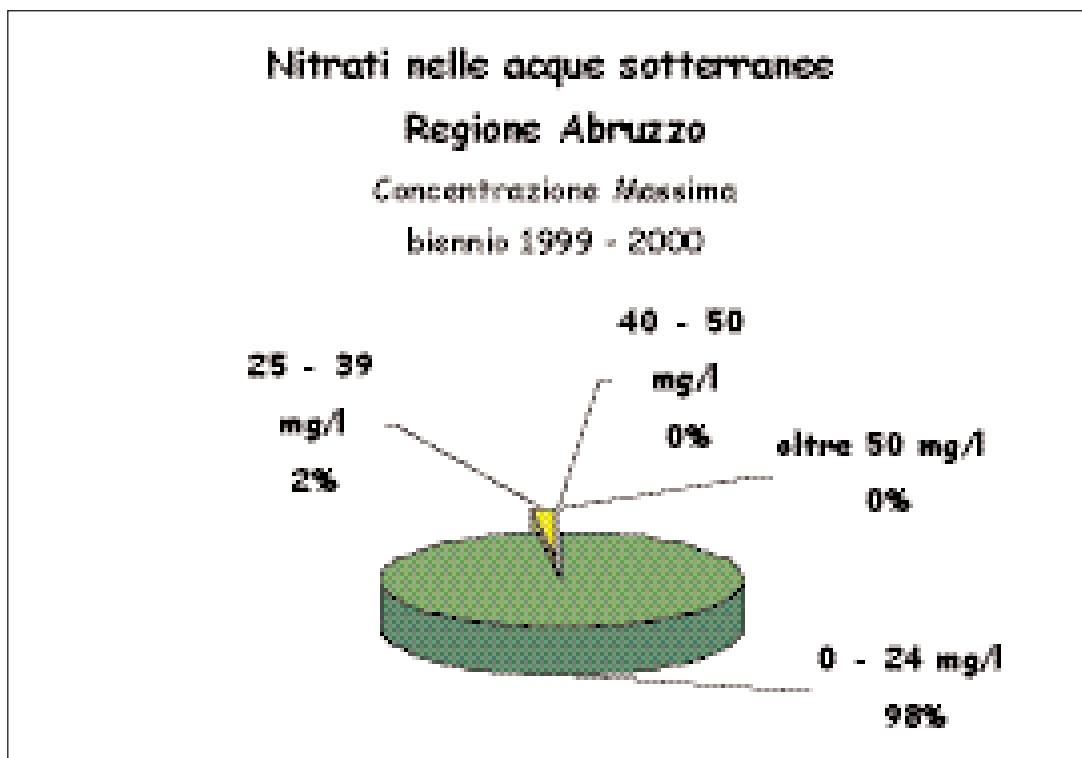 Nitrati nelle acque sotterranee
Regione Abruzzo
Concentrazione Massima
biennio 1999 - 2000
40 - 50
mg/l
0%
25 - 39
mg/l
2%
oltre 50 mg/l
0%
0 - 24 mg/l
98%